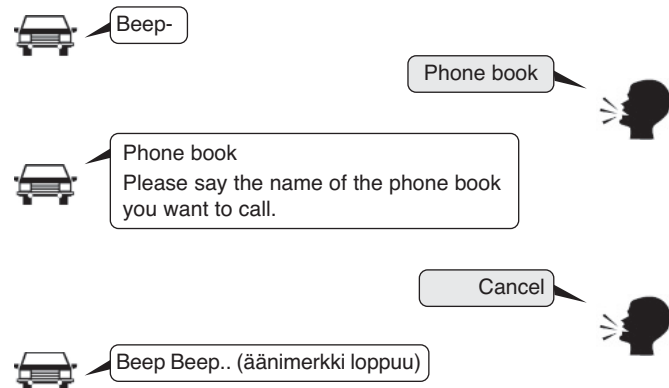 Beep-
Phone book
Phone book
Please say the name of the phone book
you want to call.
Cancel
Beep Beep.. (äänimerkki loppuu)